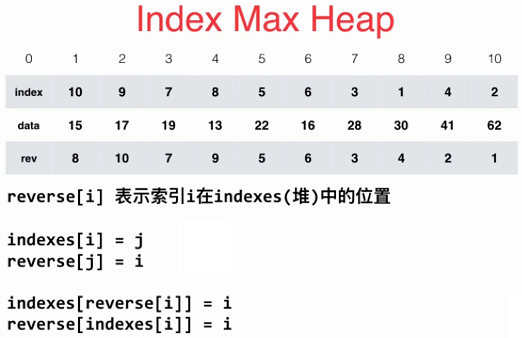 Index Max Heap
0 1 2 3 4 5 6 7 8 9 10
index 10 9 7 8 5 6 3 1 4 2
data 15 17 19 13 22 16 28 30 41 62
rev 8 10 7 9 5 6 3 4 2 1
reverse[i] 表示索引i在indexes(堆)中的位置
indexes[i] = j
reverse[j] = i
indexes[reverse[i]] = i
reverse[indexes[i]] = i